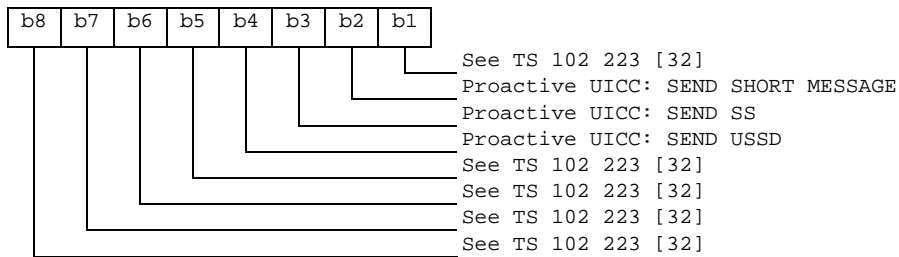 b8 b7 b6 b5 b4 b3 b2 b1
See TS 102 223 [32]
Proactive UICC: SEND SHORT MESSAGE
Proactive UICC: SEND SS
Proactive UICC: SEND USSD
See TS 102 223 [32]
See TS 102 223 [32]
See TS 102 223 [32]
See TS 102 223 [32]